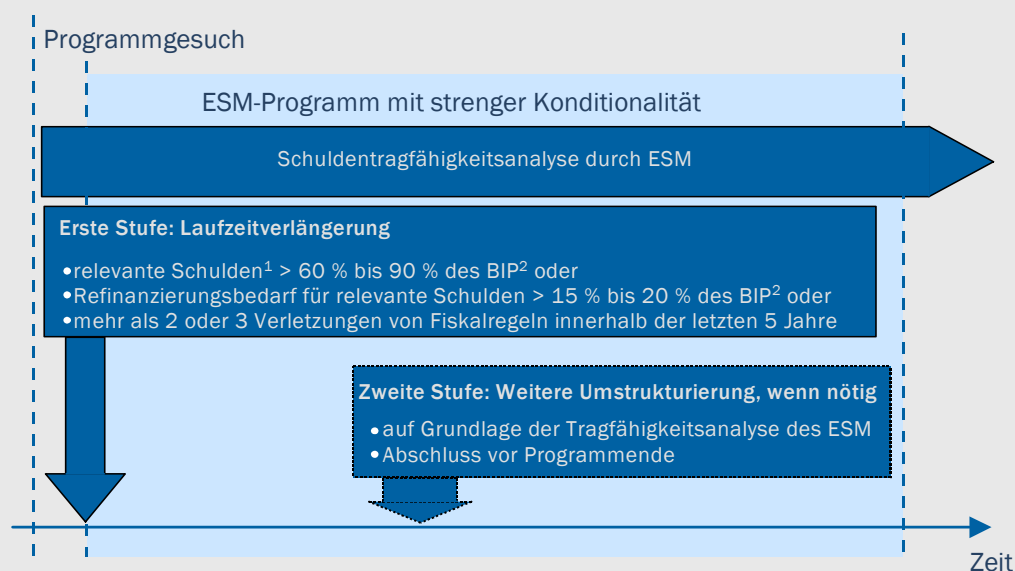 Programmgesuch
ESM-Programm mit strenger Konditionalität
Schuldentragfähigkeitsanalyse durch ESM
Erste Stufe: Laufzeitverlängerung
•relevante Schulden¹ > 60 % bis 90 % des BIP² oder
•Refinanzierungsbedarf für relevante Schulden > 15 % bis 20 % des BIP² oder
•mehr als 2 oder 3 Verletzungen von Fiskalregeln innerhalb der letzten 5 Jahre
Zweite Stufe: Weitere Umstrukturierung, wenn nötig
•auf Grundlage der Tragfähigkeitsanalyse des ESM
•Abschluss vor Programmende
Zeit